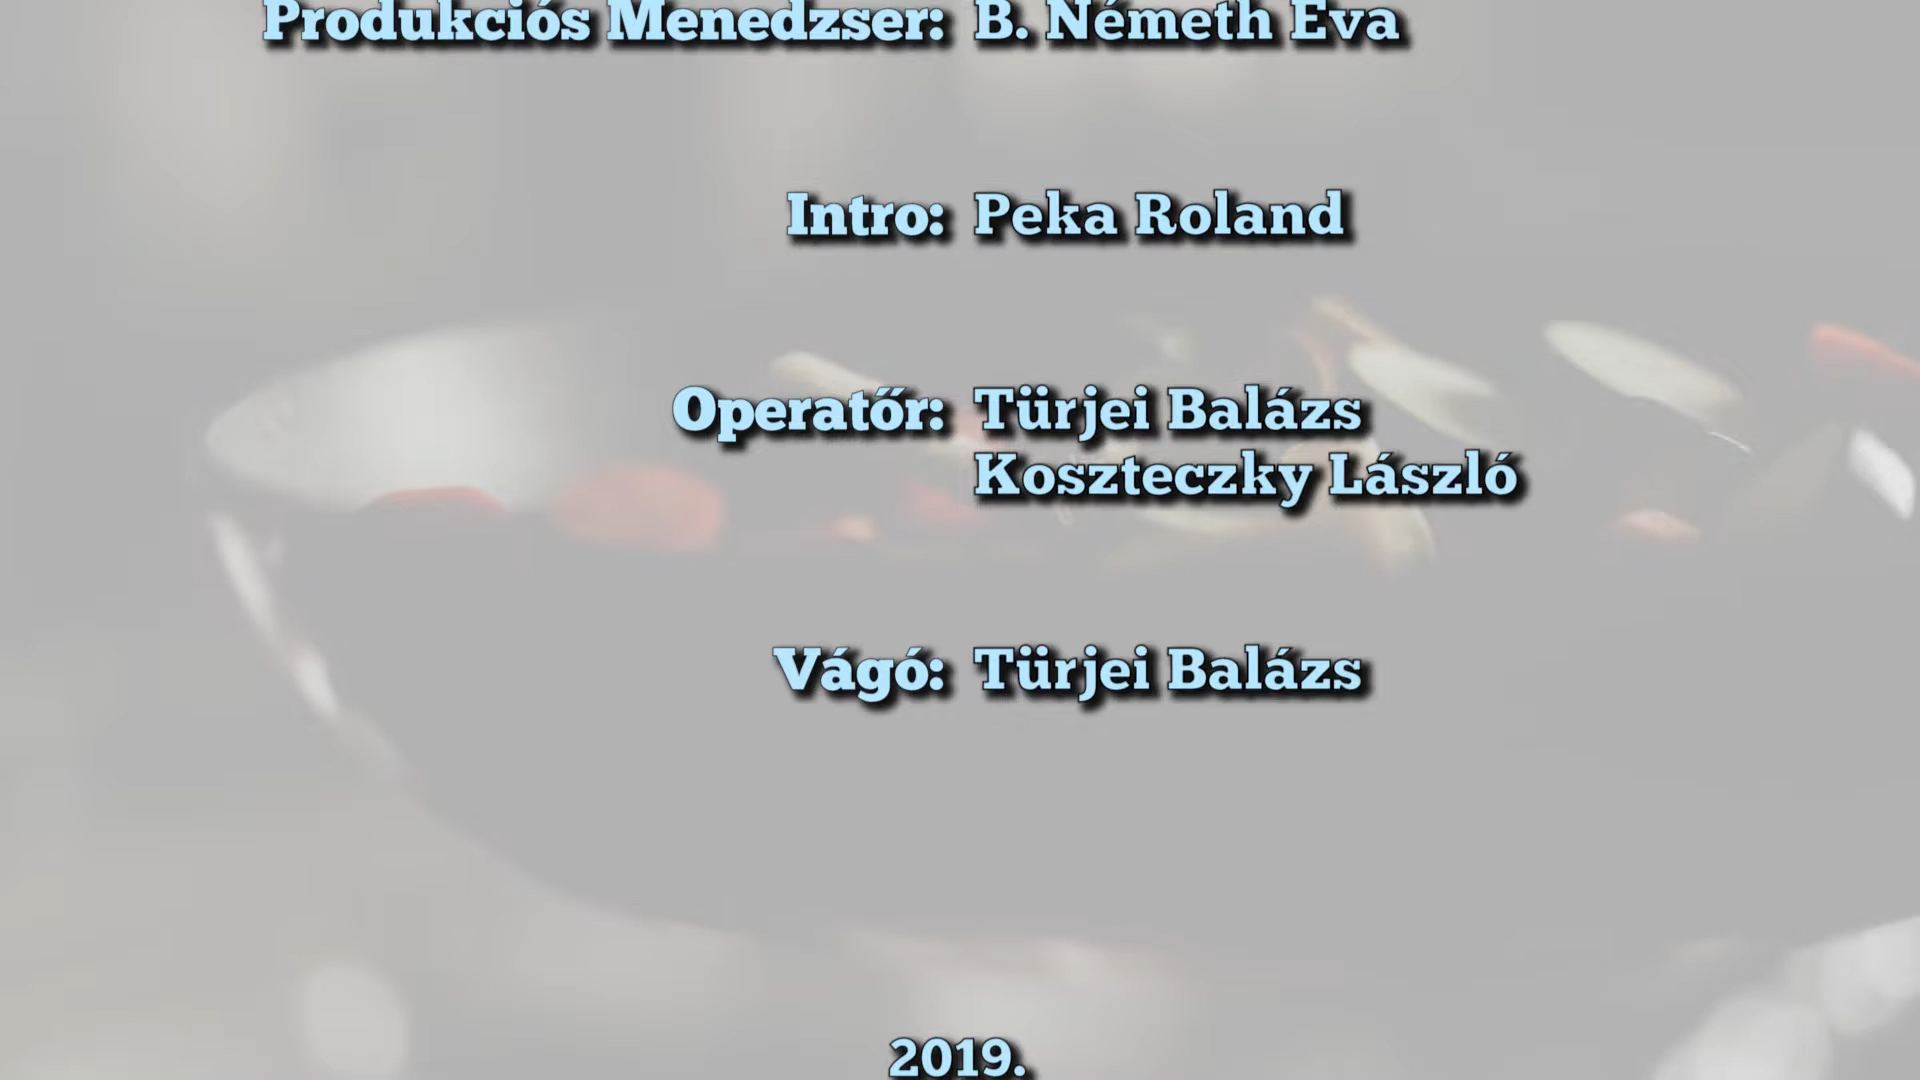 Produkciós Menedzser: B. Németh Éva
Intro: Peka Roland
Operatőr: Türjei Balázs
Koszteczky László
Vágó: Türjei Balázs
2019.